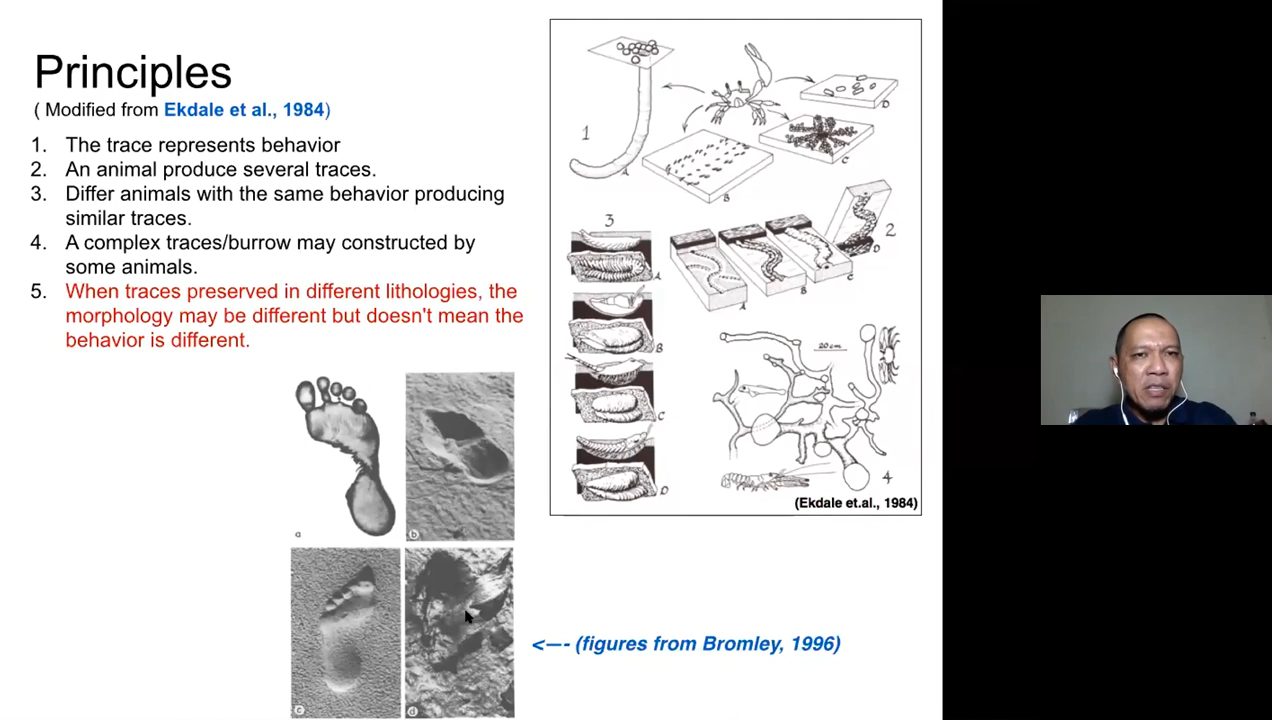 Principles
( Modified from Ekdale et al., 1984)
1. The trace represents behavior
2. An animal produce several traces.
3. Differ animals with the same behavior producing
similar traces.
4. A complex traces/burrow may constructed by
some animals.
5. When traces preserved in different lithologies, the
morphology may be different but doesn't mean the
behavior is different.
a
b
c
d
<—- (figures from Bromley, 1996)
1
A
B
C
D
2
A
B
C
D
3
A
B
C
D
20cm
4
(Ekdale et.al., 1984)